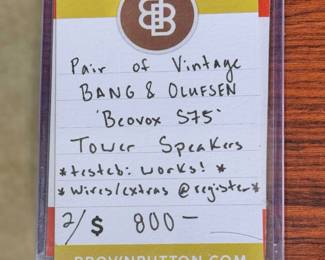 Pair of Vintage
BANG & OLUFSEN
'Beovox S75'
Tower Speakers
*tested: works!*
*wires/extras @register*
2/$ 800-
BROWNBUTTON.COM